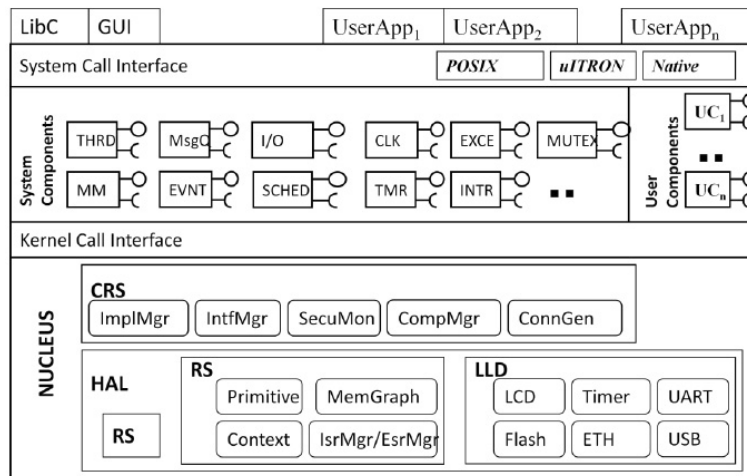 LibC GUI UserApp1 UserApp2 UserAppn
System Call Interface POSIX uITRON Native
System Components
THRD MsgQ I/O CLK EXCE MUTEX
MM EVNT SCHED TMR INTR
User Components
UC1
UCn
Kernel Call Interface
NUCLEUS
CRS
ImplMgr IntfMgr SecuMon CompMgr ConnGen
HAL
RS
RS
Primitive MemGraph
Context IsrMgr/EsrMgr
LLD
LCD Timer UART
Flash ETH USB